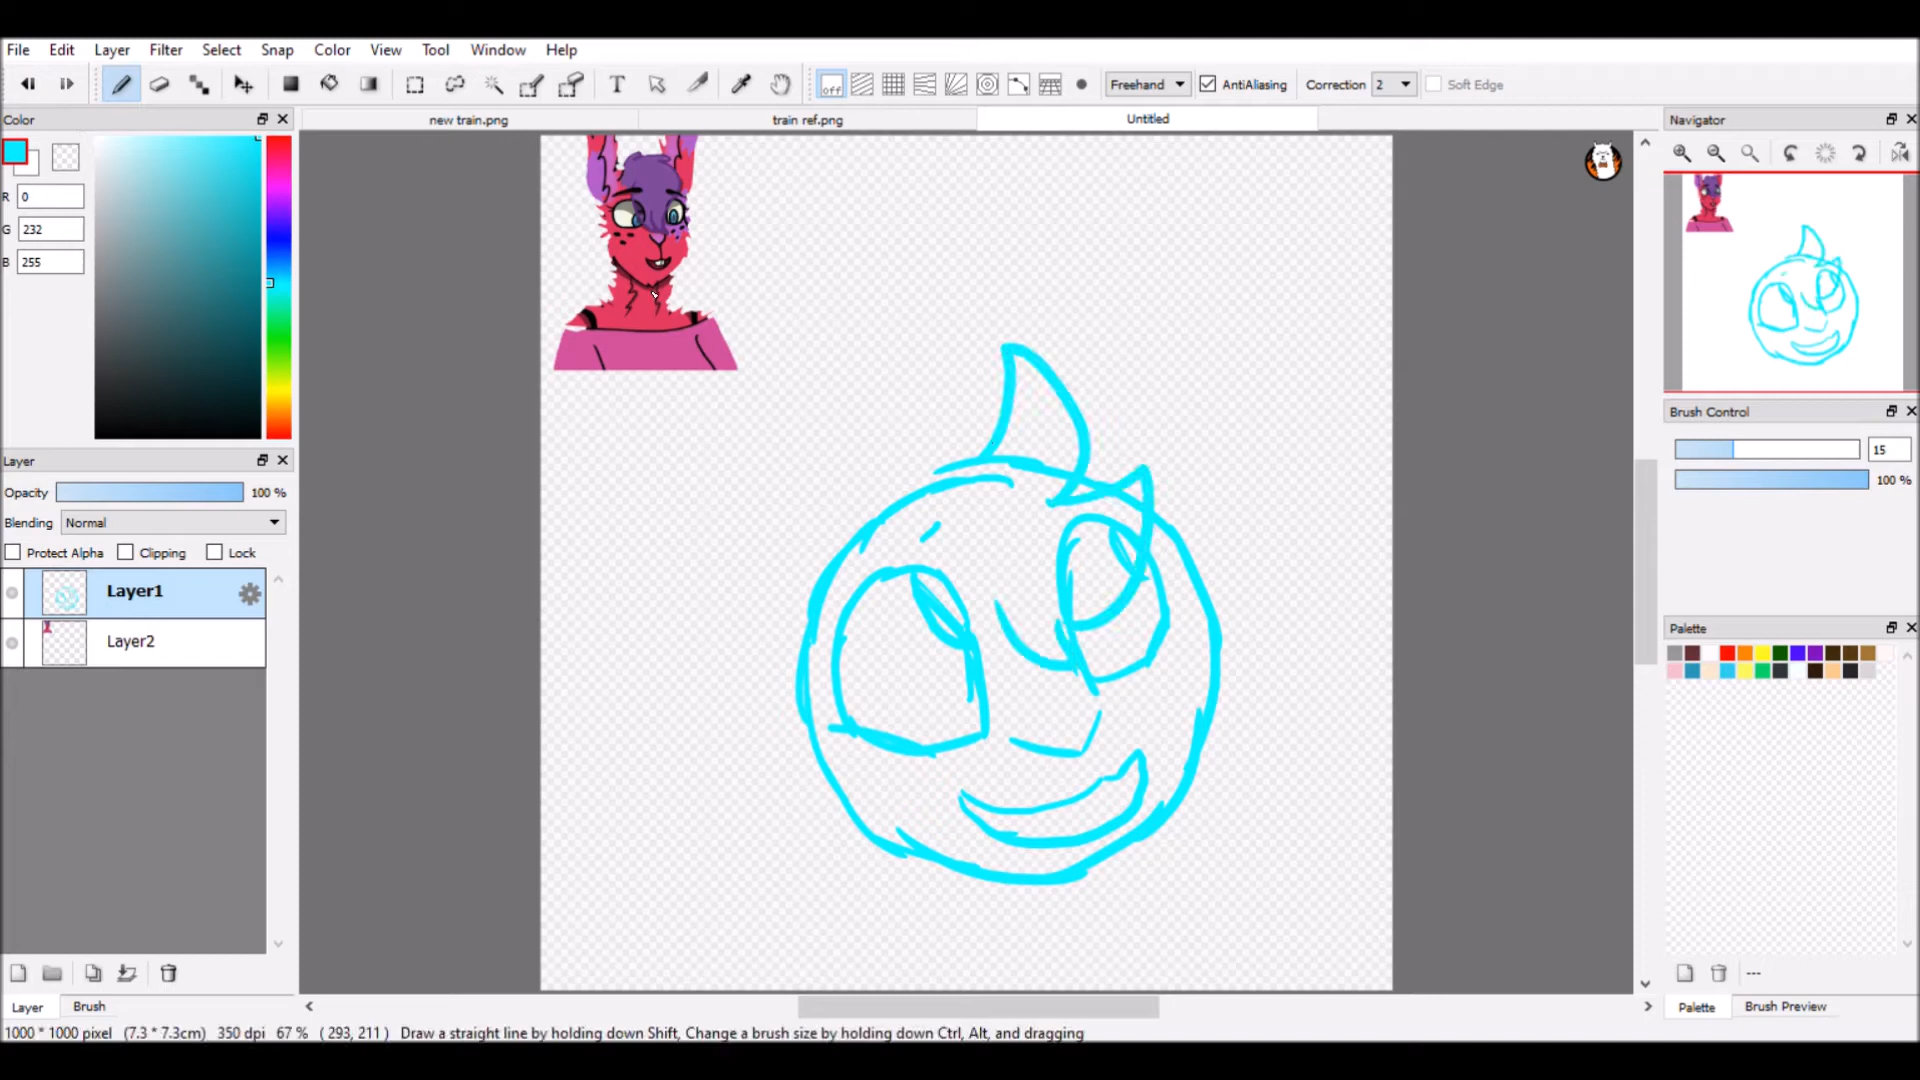 File Edit Layer Filter Select Snap Color View Tool Window Help
off Freehand AntiAliasing Correction 2 Soft Edge
Color
new train.png train ref.png Untitled
Navigator
R 0
G 232
B 255
Brush Control
15
100 %
Layer
Opacity 100 %
Blending Normal
Protect Alpha Clipping Lock
Layer1
Layer2
Palette
---
Layer Brush
Palette Brush Preview
1000 * 1000 pixel (7.3 * 7.3cm) 350 dpi 67 % ( 293, 211 ) Draw a straight line by holding down Shift, Change a brush size by holding down Ctrl, Alt, and dragging